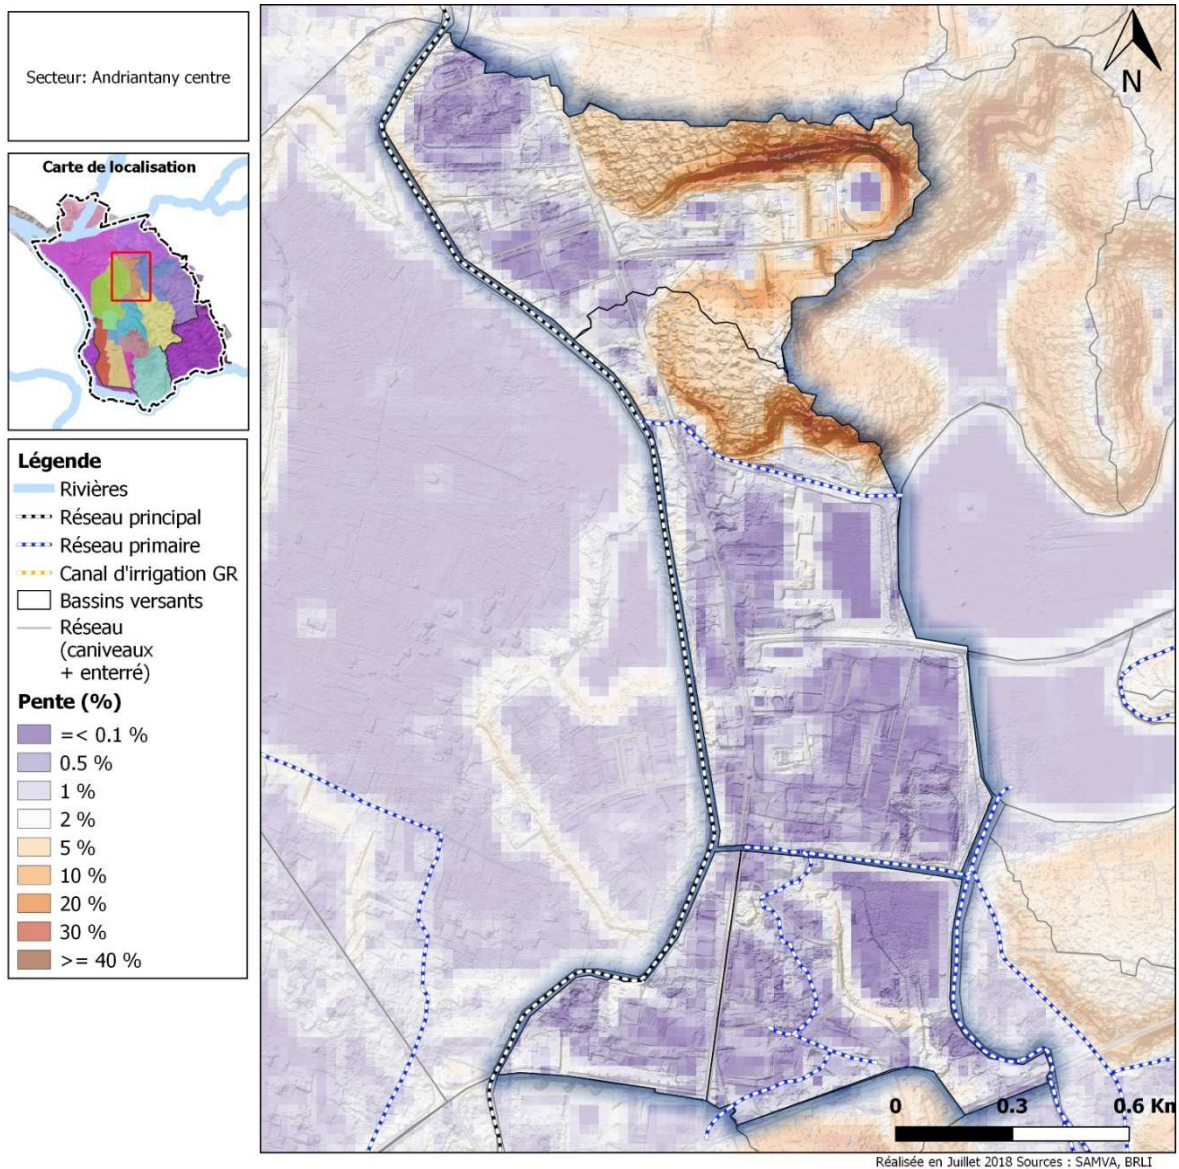 Secteur: Andriantany centre
Carte de localisation
Légende
Rivières
Réseau principal
Réseau primaire
Canal d'irrigation GR
Bassins versants
Réseau
(caniveaux
+ enterré)
Pente (%)
=< 0.1 %
0.5 %
1 %
2 %
5 %
10 %
20 %
30 %
>= 40 %
N
0 0.3 0.6 Km
Réalisée en Juillet 2018 Sources : SAMVA, BRLI